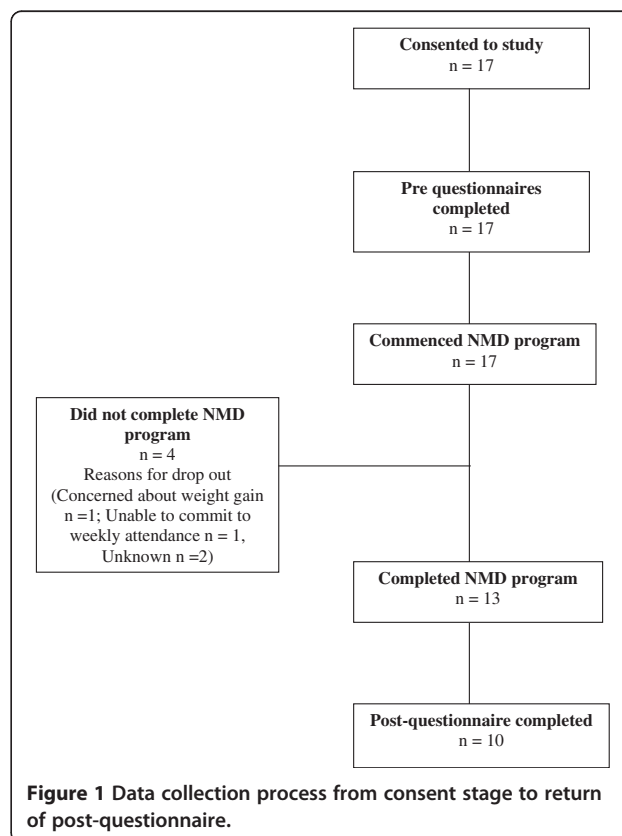 Consented to study
n = 17
Pre questionnaires
completed
n = 17
Commenced NMD program
n = 17
Did not complete NMD
program
n = 4
Reasons for drop out
(Concerned about weight gain
n =1; Unable to commit to
weekly attendance n = 1,
Unknown n =2)
Completed NMD program
n = 13
Post-questionnaire completed
n = 10
Figure 1 Data collection process from consent stage to return
of post-questionnaire.